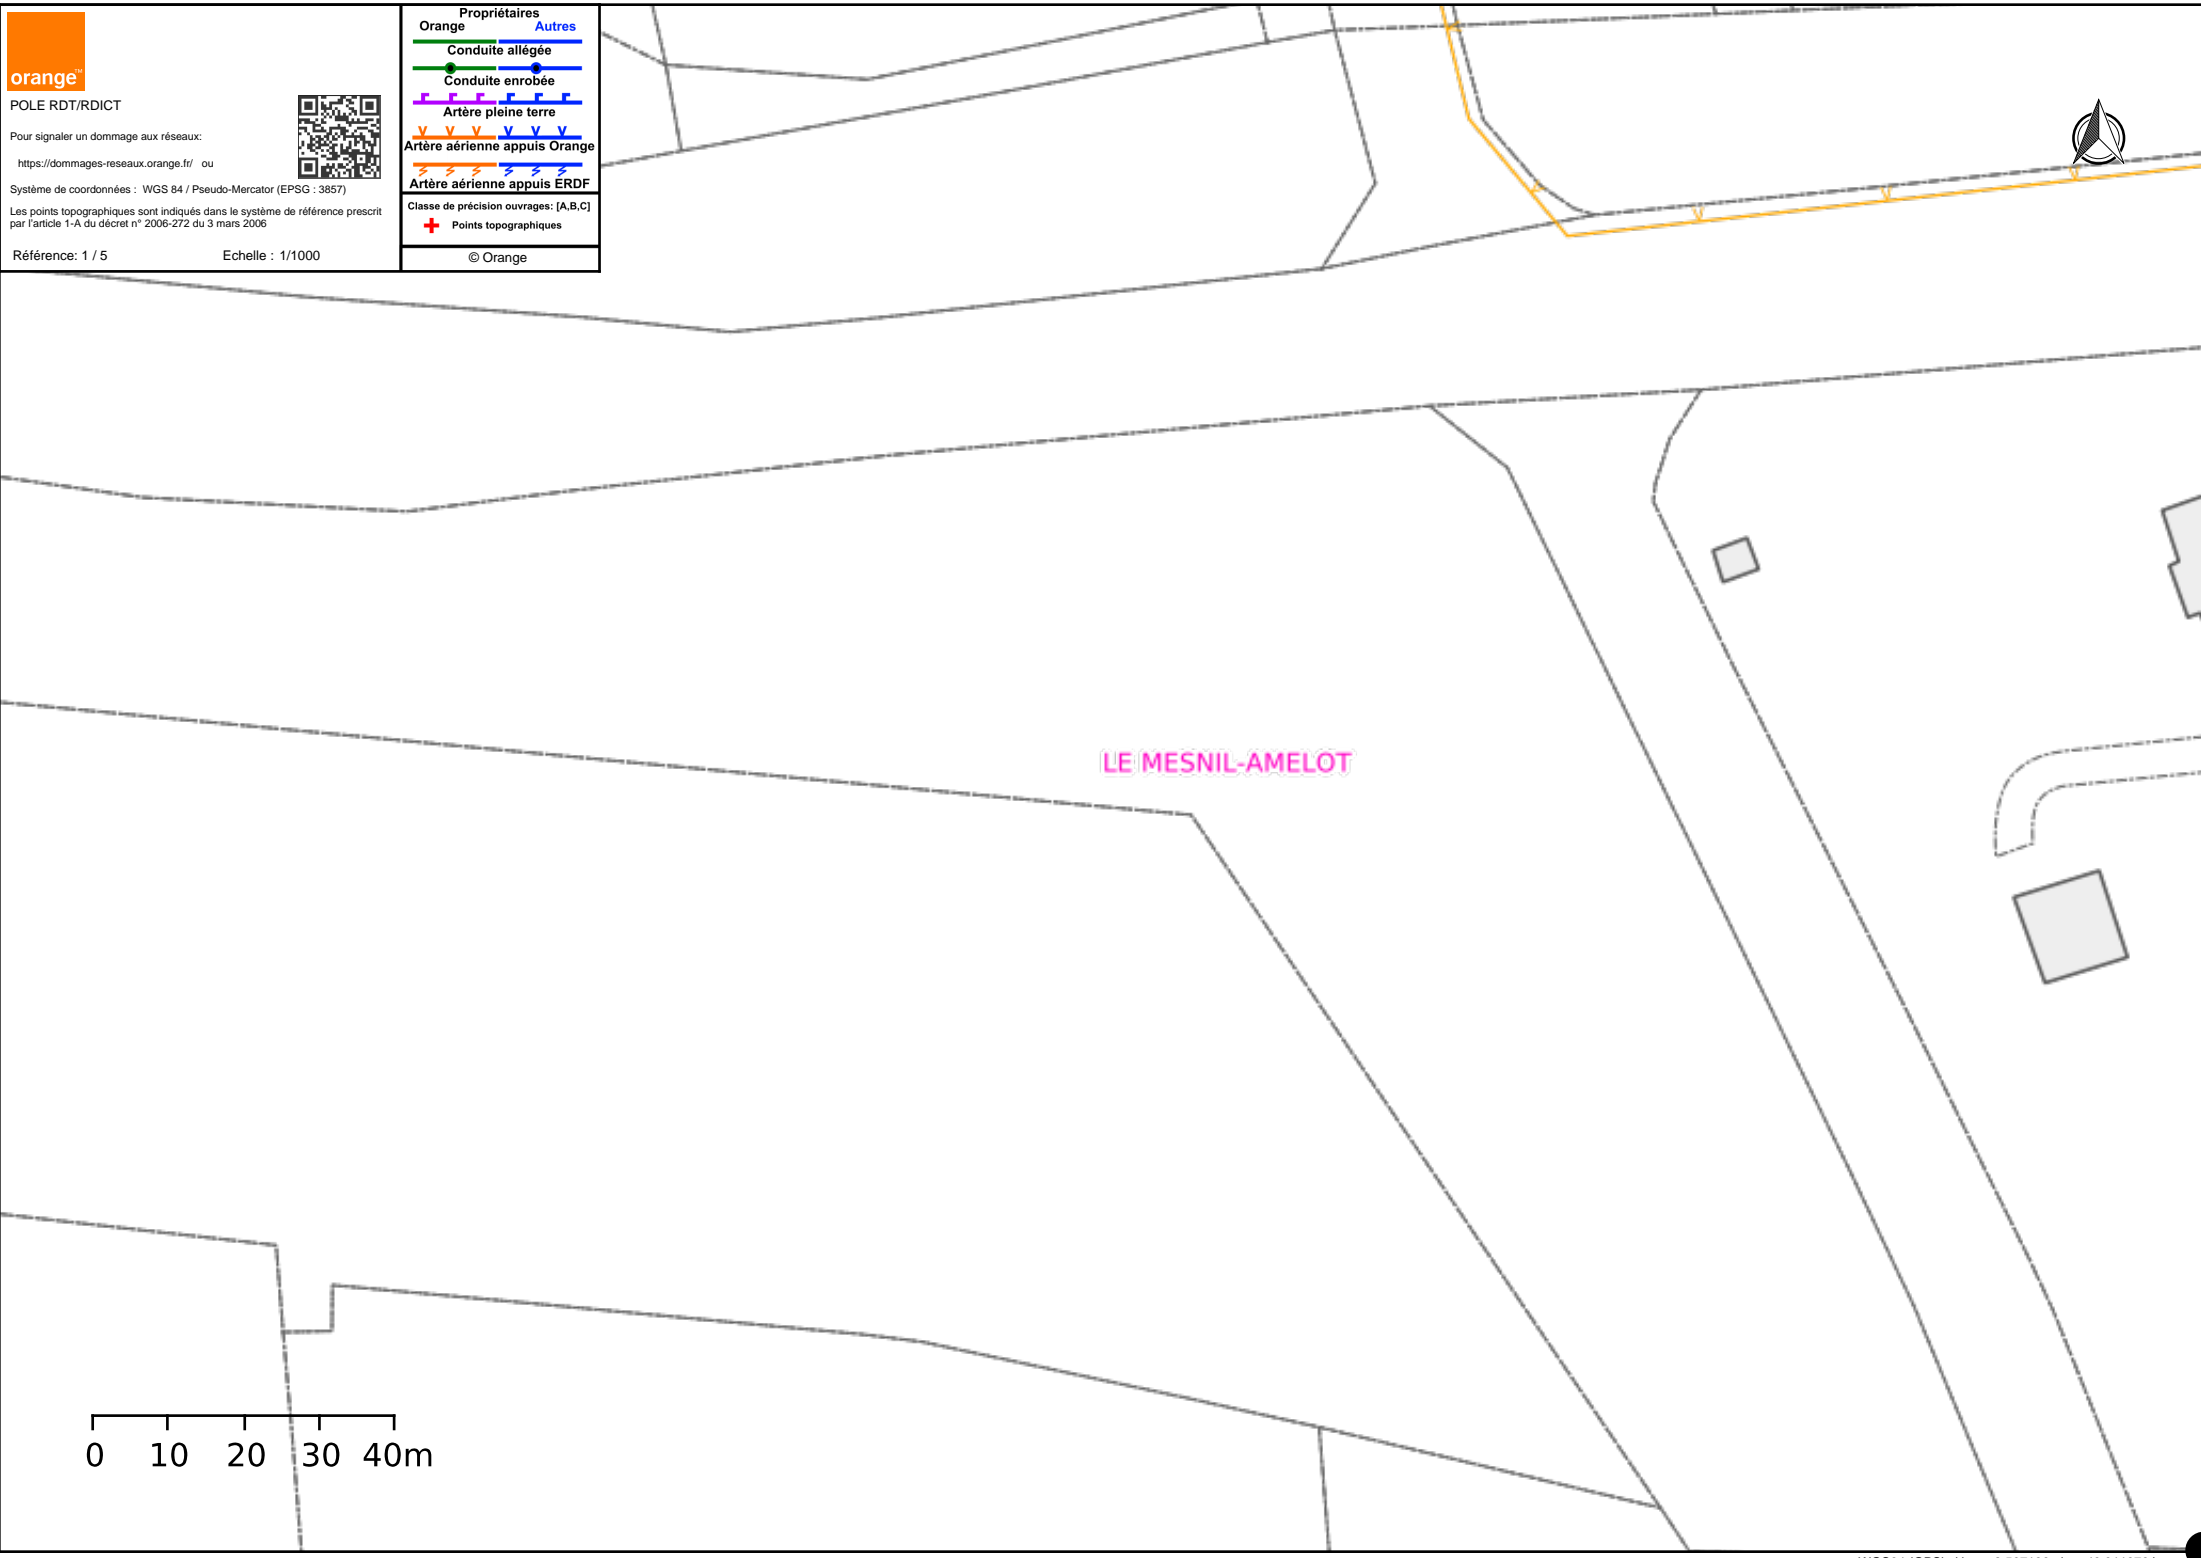 orange™
POLE RDT/RDICT
Pour signaler un dommage aux réseaux:
https://dommages-reseaux.orange.fr/ ou
Système de coordonnées : WGS 84 / Pseudo-Mercator (EPSG : 3857)
Les points topographiques sont indiqués dans le système de référence prescrit
par l'article 1-A du décret n° 2006-272 du 3 mars 2006
Référence: 1 / 5 Echelle : 1/1000
Propriétaires
Orange Autres
Conduite allégée
Conduite enrobée
Artère pleine terre
Artère aérienne appuis Orange
Artère aérienne appuis ERDF
Classe de précision ouvrages: [A,B,C]
Points topographiques
© Orange
LE MESNIL-AMELOT
0 10 20 30 40m